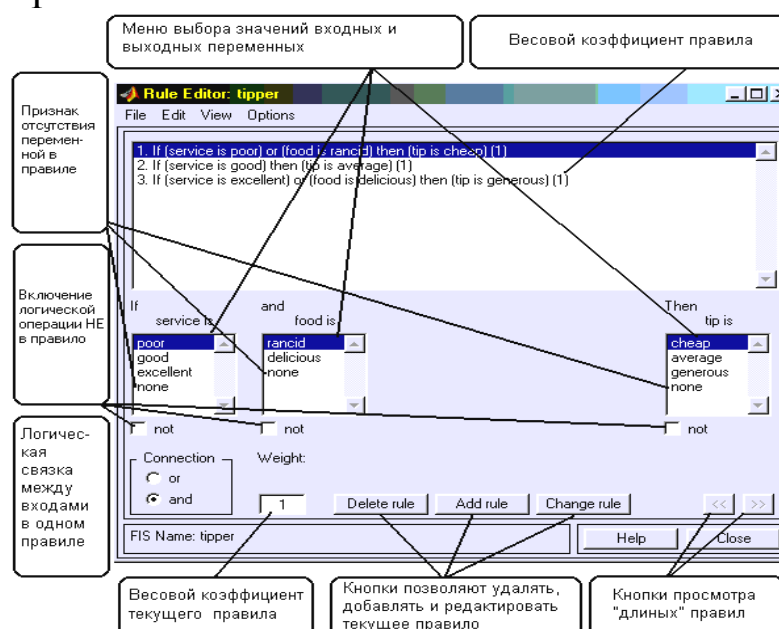 Меню выбора значений входных и
выходных переменных
Весовой коэффициент правила
Признак
отсутствия
перемен-
ной в
правиле
Rule Editor: tipper
File Edit View Options
1. If (service is poor) or (food is rancid) then (tip is cheap) (1)
2. If (service is good) then (tip is average) (1)
3. If (service is excellent) or (food is delicious) then (tip is generous) (1)
Включение
логической
операции НЕ
в правило
If
service is
poor
good
excellent
none
not
and
food is
rancid
delicious
none
not
Then
tip is
cheap
average
generous
none
not
Логичес-
кая
связка
между
входами
в одном
правиле
Connection
or
and
Weight:
1
Delete rule Add rule Change rule << >>
FIS Name: tipper
Help Close
Весовой коэффициент
текущего правила
Кнопки позволяют удалять,
добавлять и редактировать
текущее правило
Кнопки просмотра
"длиных" правил